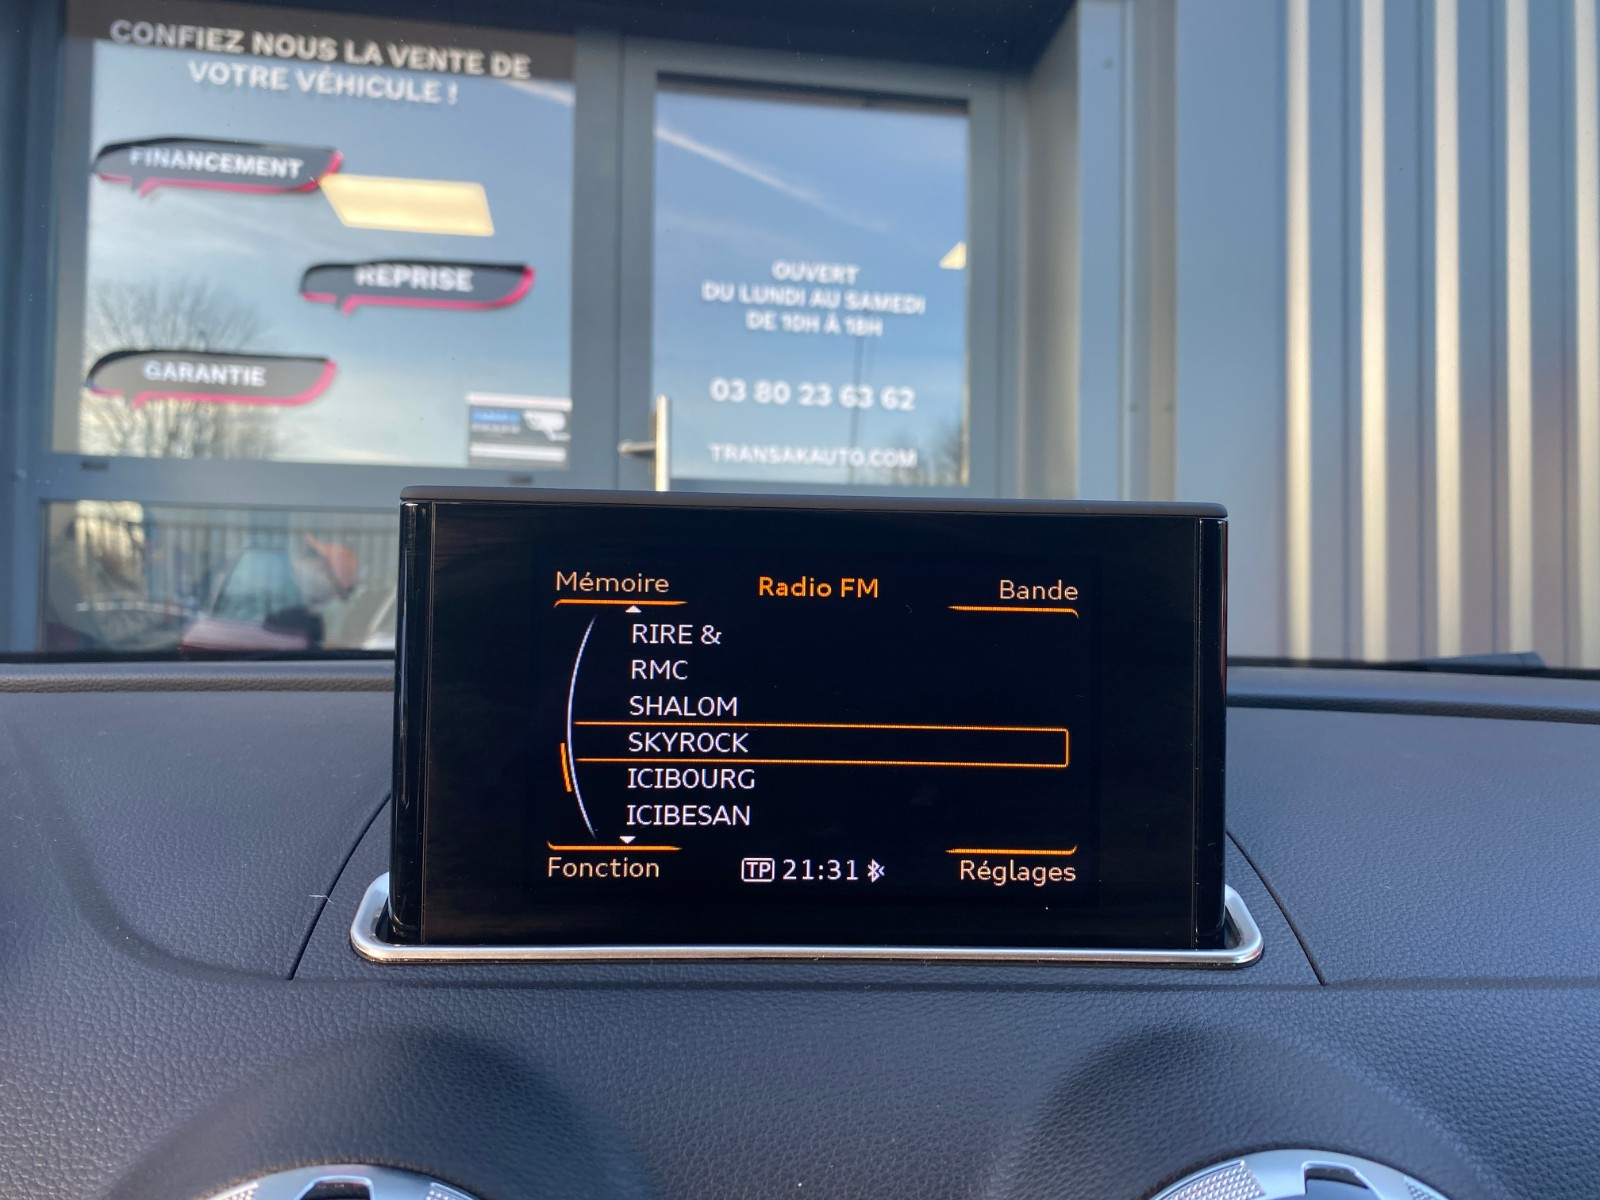 CONFIEZ NOUS LA VENTE DE
VOTRE VÉHICULE !
FINANCEMENT
REPRISE
GARANTIE
OUVERT
DU LUNDI AU SAMEDI
DE 10H À 18H
03 80 23 63 62
TRANSAKAUTO.COM
Mémoire
Radio FM
Bande
RIRE &
RMC
SHALOM
SKYROCK
ICIBOURG
ICIBESAN
Fonction
TP 21:31
Réglages